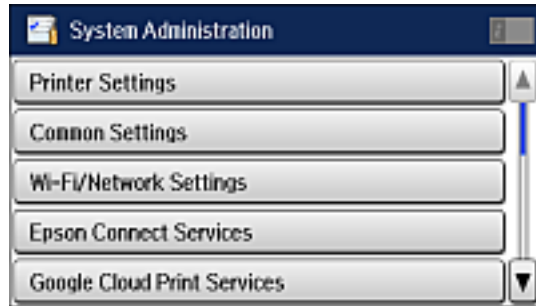 System Administration
Printer Settings
Common Settings
Wi-Fi/Network Settings
Epson Connect Services
Google Cloud Print Services